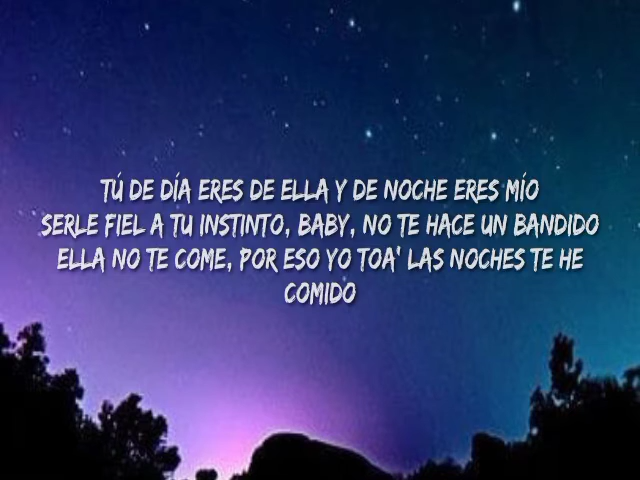 TÚ DE DÍA ERES DE ELLA Y DE NOCHE ERES MÍO
SERLE FIEL A TU INSTINTO, BABY, NO TE HACE UN BANDIDO
ELLA NO TE COME, POR ESO YO TOA' LAS NOCHES TE HE
COMIDO